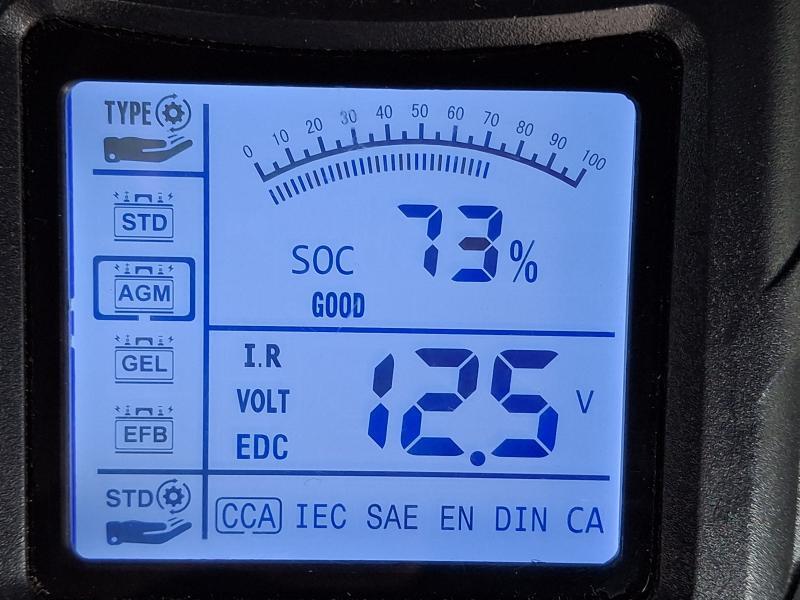 TYPE
0 10 20 30 40 50 60 70 80 90 100
STD
73%
SOC
AGM
GOOD
I.R
GEL
12.5 V
VOLT
EFB
EDC
STD
CCA IEC SAE EN DIN CA